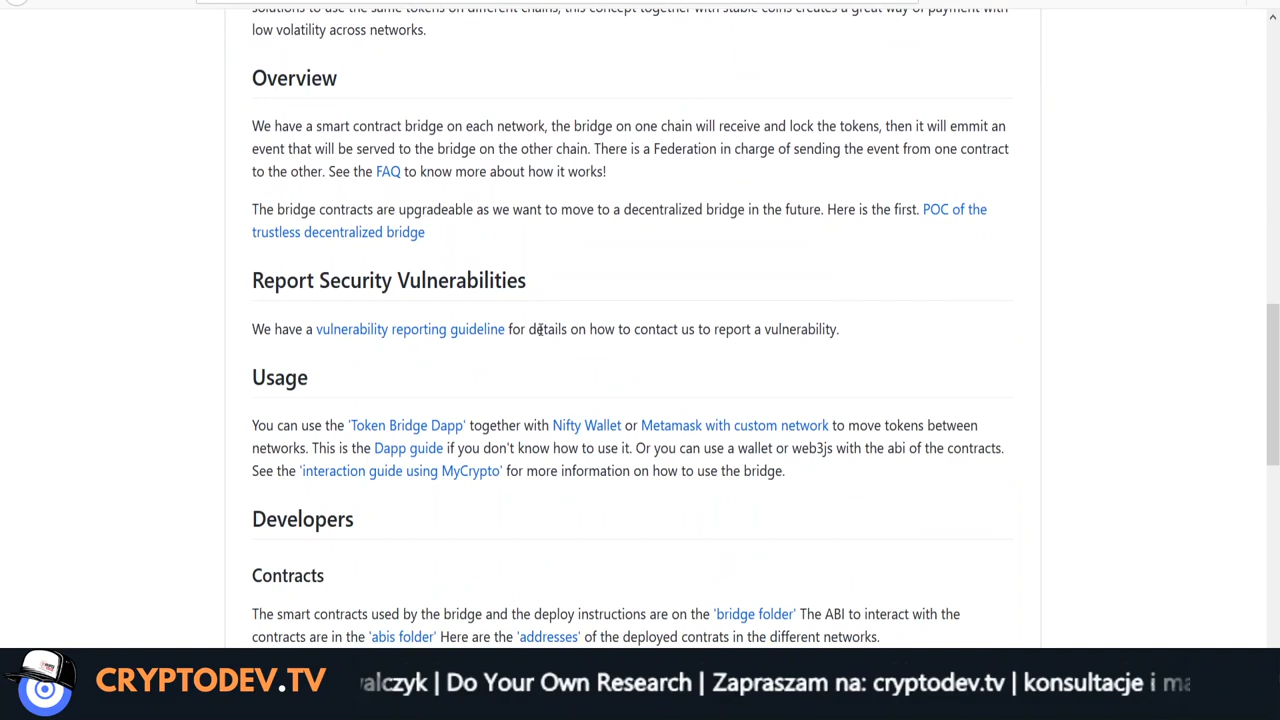 solutions to use the same tokens on different chains, this concept together with stable coins creates a great way of payment with
low volatility across networks.
Overview
We have a smart contract bridge on each network, the bridge on one chain will receive and lock the tokens, then it will emmit an
event that will be served to the bridge on the other chain. There is a Federation in charge of sending the event from one contract
to the other. See the FAQ to know more about how it works!
The bridge contracts are upgradeable as we want to move to a decentralized bridge in the future. Here is the first. POC of the
trustless decentralized bridge
Report Security Vulnerabilities
We have a vulnerability reporting guideline for details on how to contact us to report a vulnerability.
Usage
You can use the 'Token Bridge Dapp' together with Nifty Wallet or Metamask with custom network to move tokens between
networks. This is the Dapp guide if you don't know how to use it. Or you can use a wallet or web3js with the abi of the contracts.
See the 'interaction guide using MyCrypto' for more information on how to use the bridge.
Developers
Contracts
The smart contracts used by the bridge and the deploy instructions are on the 'bridge folder' The ABI to interact with the
contracts are in the 'abis folder' Here are the 'addresses' of the deployed contrats in the different networks.
CRYPTODEV.TV
alczyk | Do Your Own Research | Zapraszam na: cryptodev.tv | konsultacje i ma